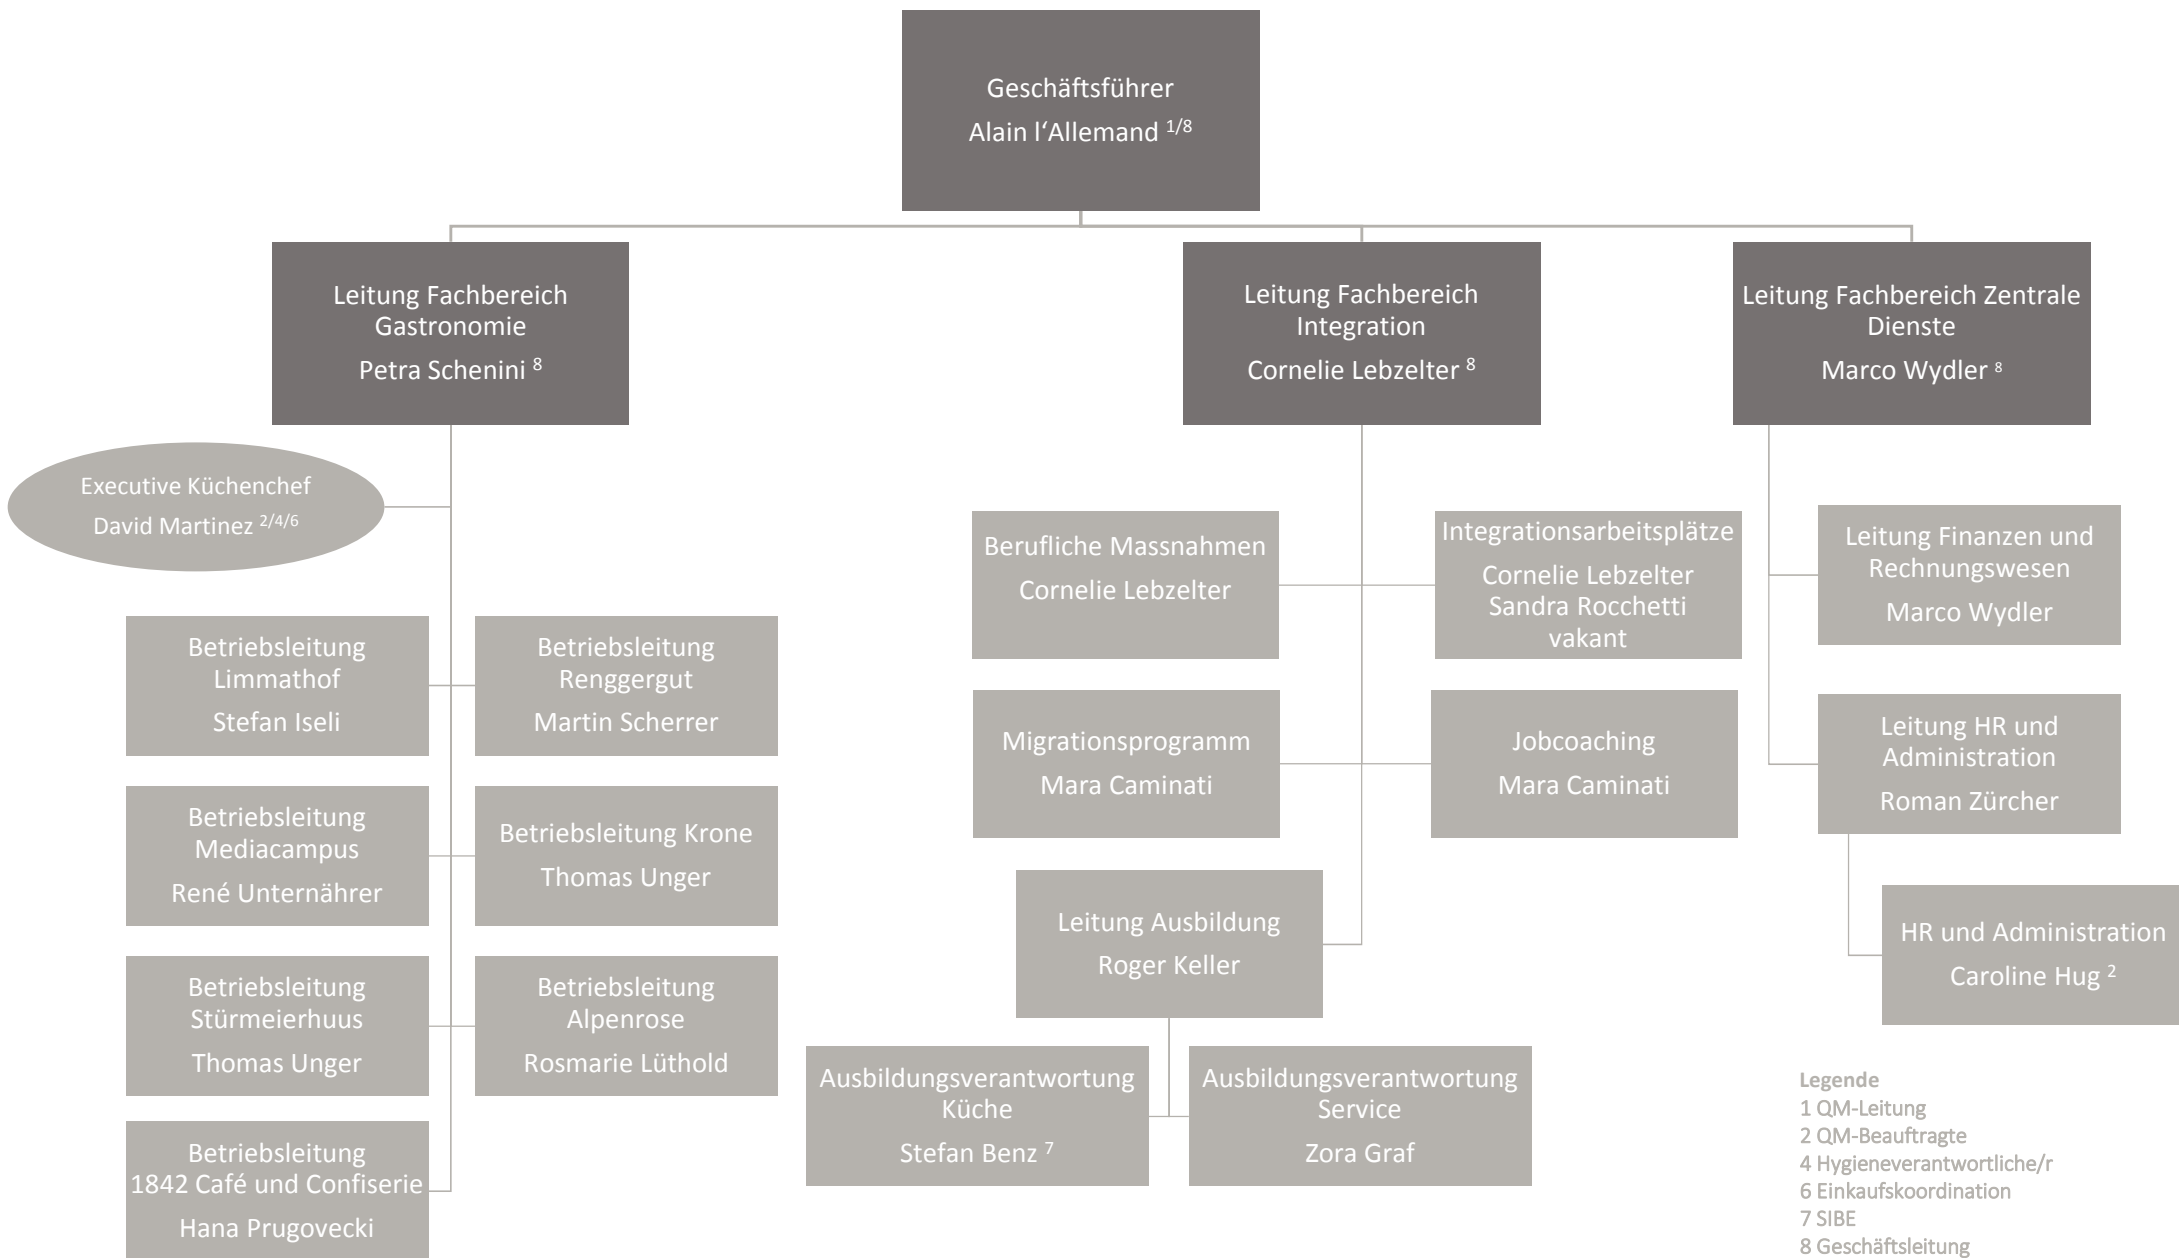 Geschäftsführer
Alain l‘Allemand 1/8
Leitung Fachbereich
Gastronomie
Petra Schenini 8
Leitung Fachbereich
Integration
Cornelie Lebzelter 8
Leitung Fachbereich Zentrale
Dienste
Marco Wydler 8
Executive Küchenchef
David Martinez 2/4/6
Betriebsleitung
Limmathof
Stefan Iseli
Betriebsleitung
Renggergut
Martin Scherrer
Betriebsleitung
Mediacampus
René Unternährer
Betriebsleitung Krone
Thomas Unger
Betriebsleitung
Stürmeierhuus
Thomas Unger
Betriebsleitung
Alpenrose
Rosmarie Lüthold
Betriebsleitung
1842 Café und Confiserie
Hana Prugovecki
Berufliche Massnahmen
Cornelie Lebzelter
Integrationsarbeitsplätze
Cornelie Lebzelter
Sandra Rocchetti
vakant
Migrationsprogramm
Mara Caminati
Jobcoaching
Mara Caminati
Leitung Ausbildung
Roger Keller
Ausbildungsverantwortung
Küche
Stefan Benz 7
Ausbildungsverantwortung
Service
Zora Graf
Leitung Finanzen und
Rechnungswesen
Marco Wydler
Leitung HR und
Administration
Roman Zürcher
HR und Administration
Caroline Hug 2
Legende
1 QM-Leitung
2 QM-Beauftragte
4 Hygieneverantwortliche/r
6 Einkaufskoordination
7 SIBE
8 Geschäftsleitung